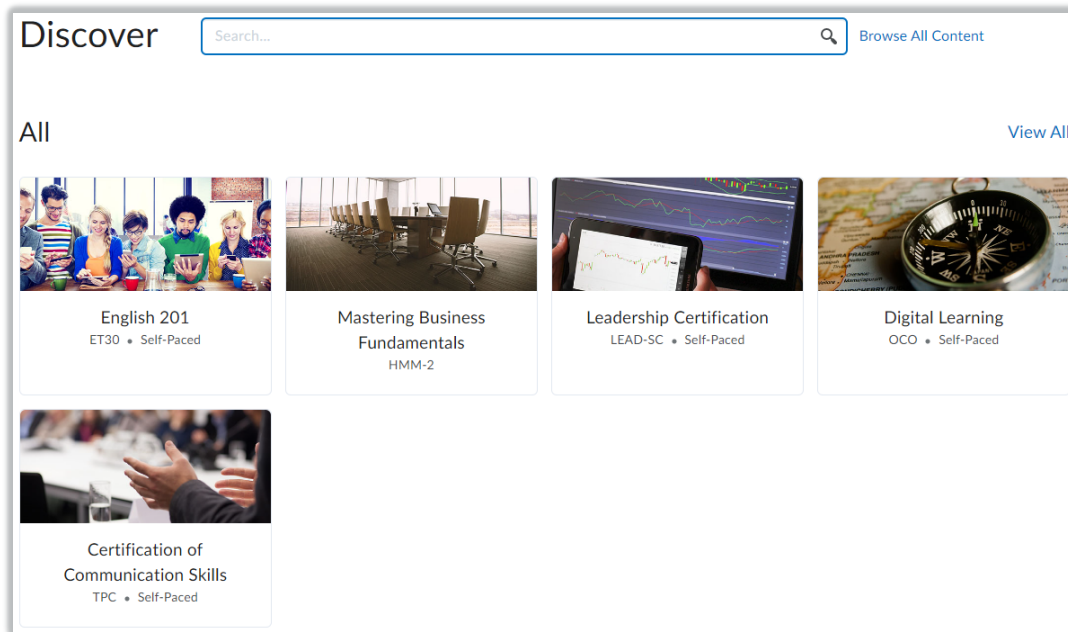 Discover
Search...
Browse All Content
All
View All
English 201
ET30 • Self-Paced
Mastering Business
Fundamentals
HMM-2
Leadership Certification
LEAD-SC • Self-Paced
Digital Learning
OCO • Self-Paced
Certification of
Communication Skills
TPC • Self-Paced